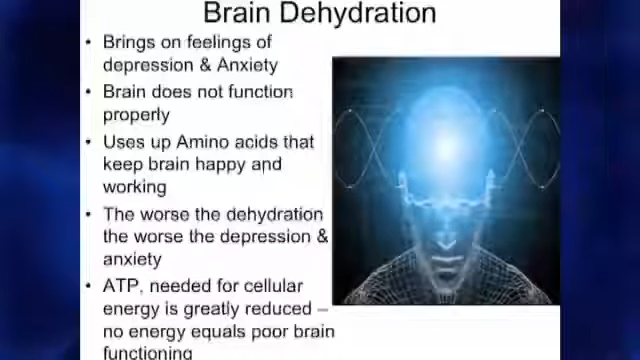 Brain Dehydration
• Brings on feelings of
depression & Anxiety
• Brain does not function
properly
• Uses up Amino acids that
keep brain happy and
working
• The worse the dehydration
the worse the depression &
anxiety
• ATP, needed for cellular
energy is greatly reduced –
no energy equals poor brain
functioning